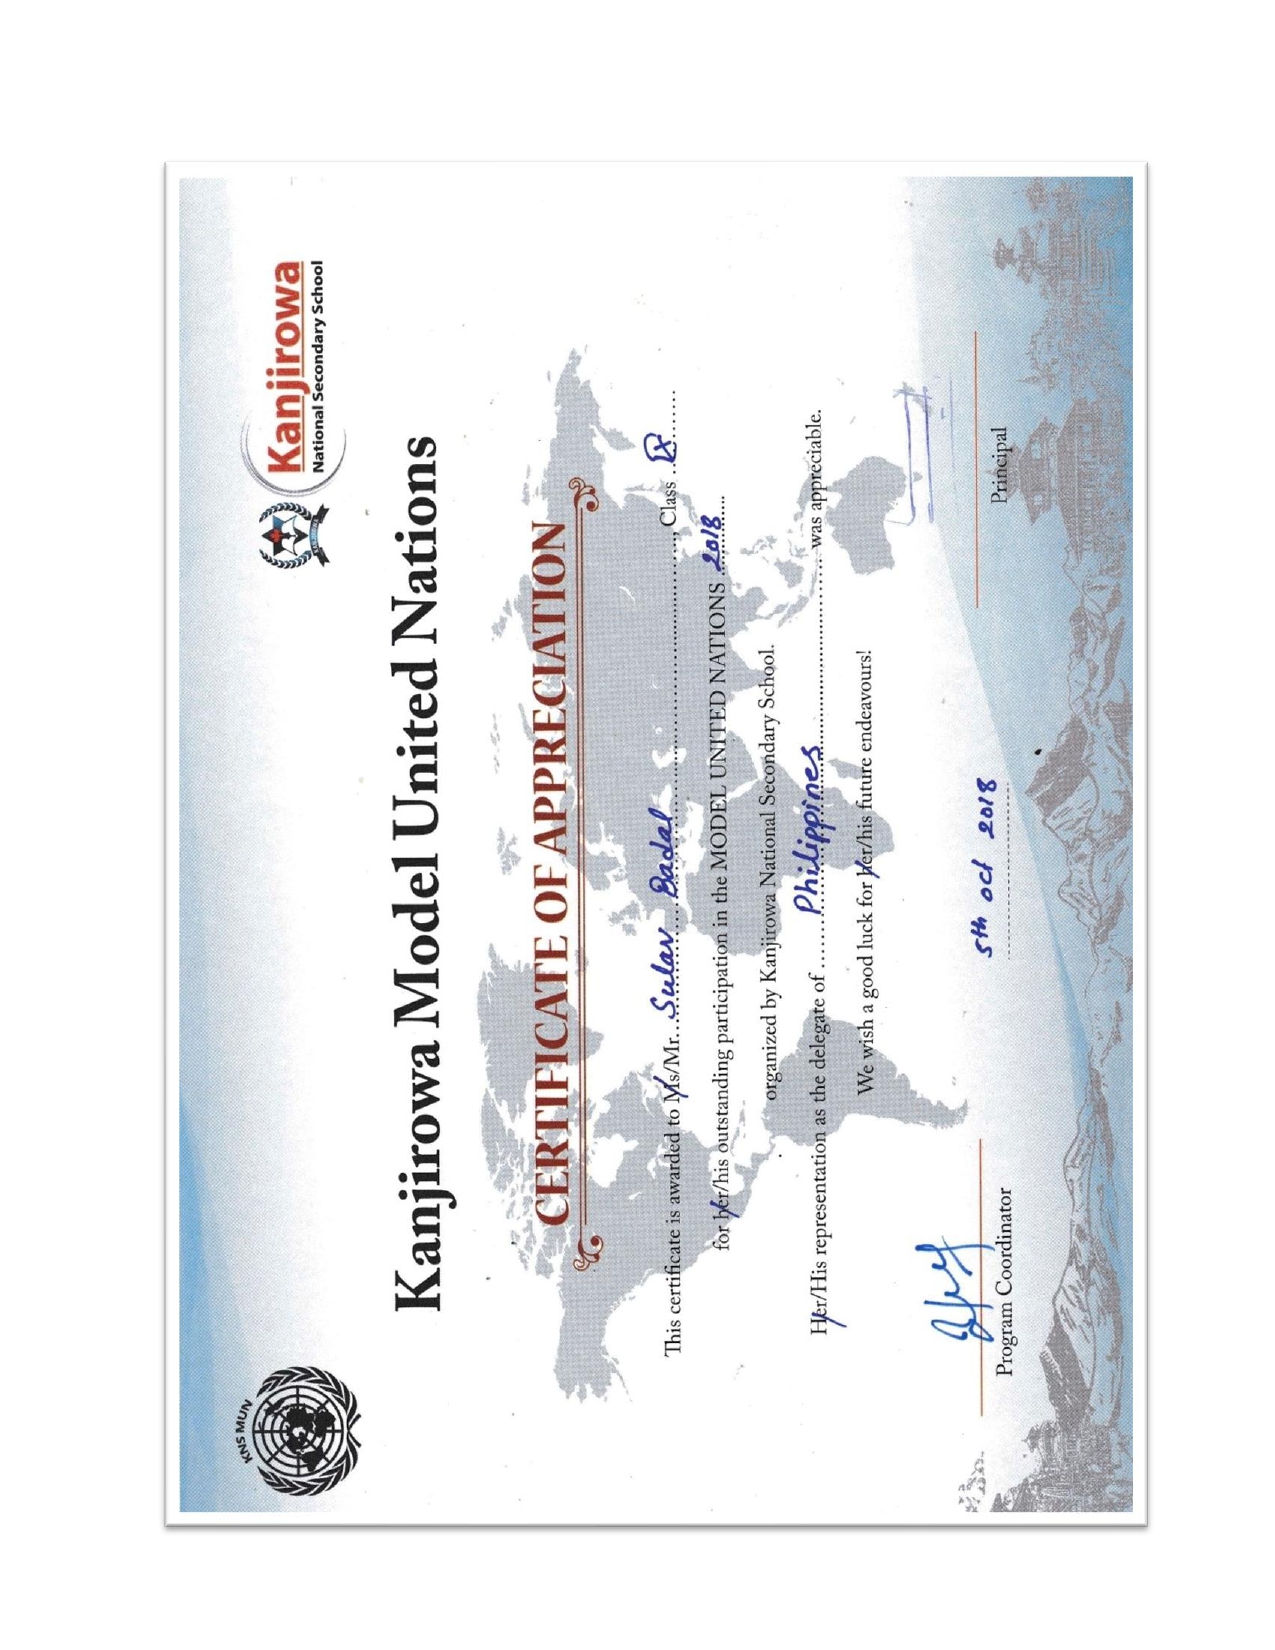 KNS MUN
Kanjirowa
National Secondary School
Kanjirowa Model United Nations
CERTIFICATE OF APPRECIATION
This certificate is awarded to Ms/Mr. Sulav Badal, Class IX
for her/his outstanding participation in the MODEL UNITED NATIONS 2018
organized by Kanjirowa National Secondary School.
Her/His representation as the delegate of Philippines was appreciable.
We wish a good luck for her/his future endeavours!
5th oct 2018
Program Coordinator
Principal